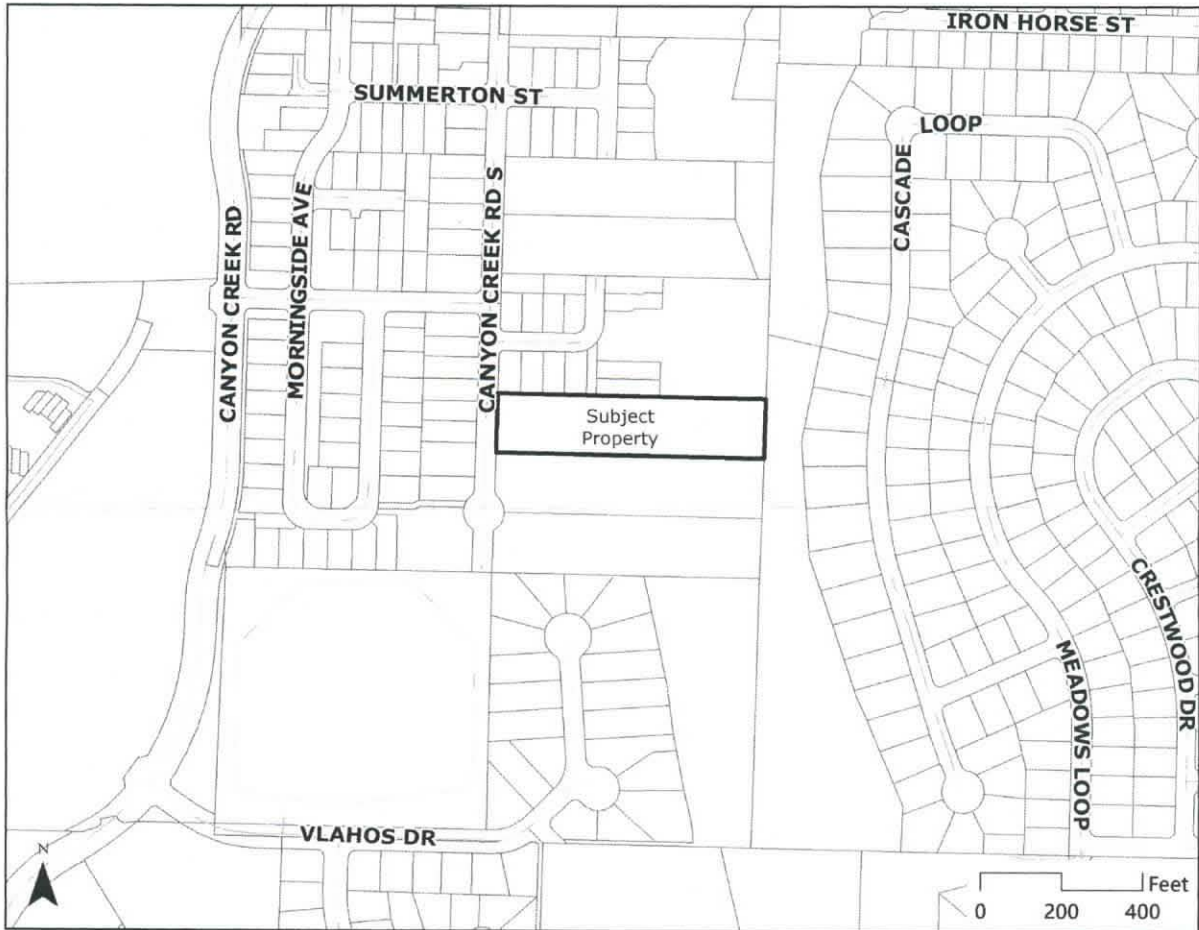 IRON HORSE ST
SUMMERTON ST
LOOP
CASCADE
CANYON CREEK RD S
MORNINGSIDE AVE
CANYON CREEK RD
Subject
Property
CRESTWOOD DR
MEADOWS LOOP
VLAHOS DR
N
Feet
0 200 400